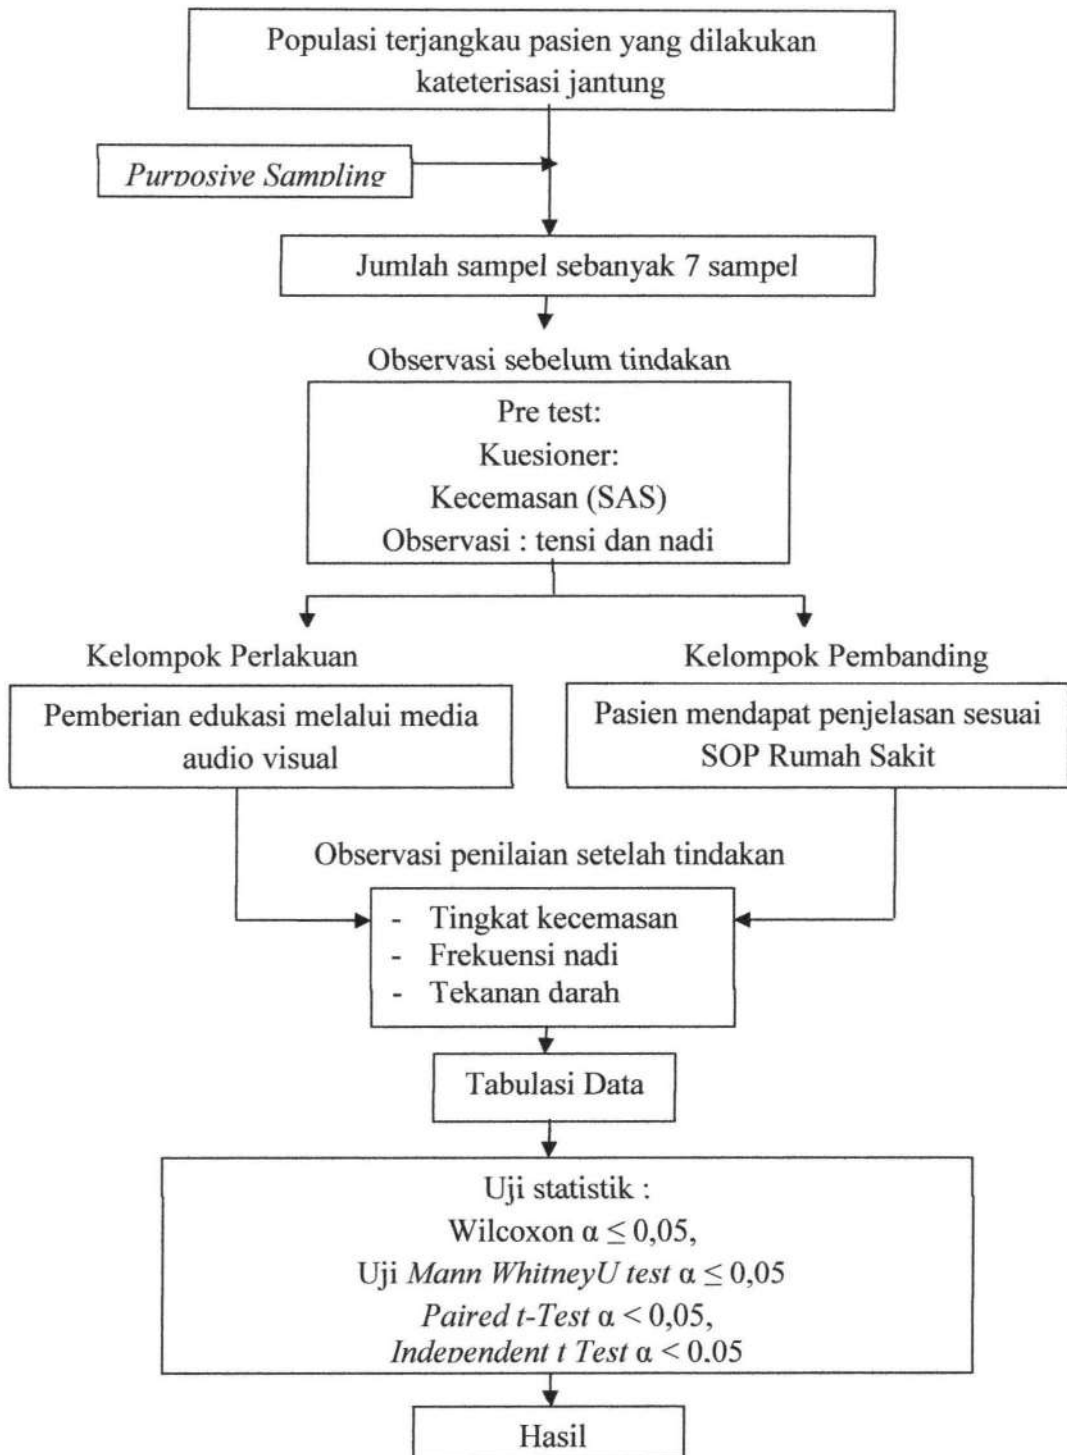 Populasi terjangkau pasien yang dilakukan
kateterisasi jantung
Purposive Sampling
Jumlah sampel sebanyak 7 sampel
Observasi sebelum tindakan
Pre test:
Kuesioner:
Kecemasan (SAS)
Observasi : tensi dan nadi
Kelompok Perlakuan
Kelompok Pembanding
Pemberian edukasi melalui media
audio visual
Pasien mendapat penjelasan sesuai
SOP Rumah Sakit
Observasi penilaian setelah tindakan
- Tingkat kecemasan
- Frekuensi nadi
- Tekanan darah
Tabulasi Data
Uji statistik :
Wilcoxon α ≤ 0,05,
Uji Mann WhitneyU test α ≤ 0,05
Paired t-Test α < 0,05,
Independent t Test α < 0,05
Hasil